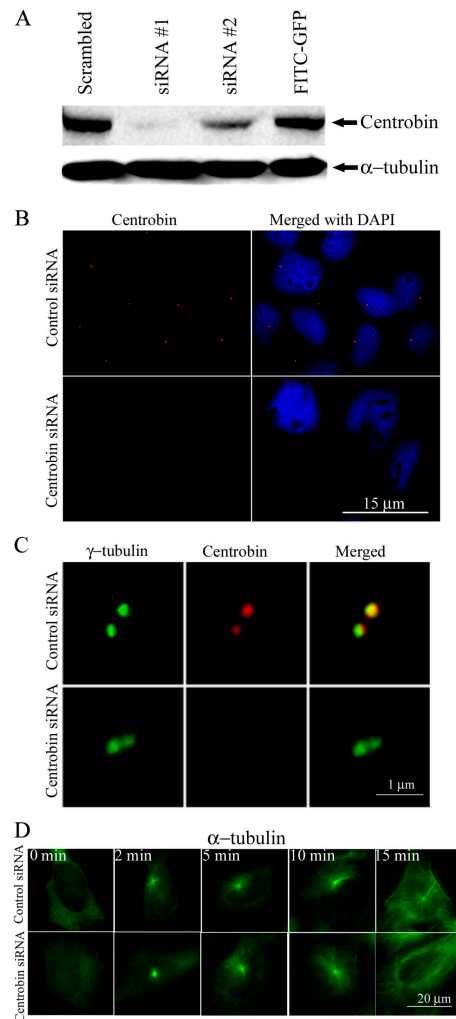 A
Scrambled
siRNA #1
siRNA #2
FITC-GFP
Centrobin
α–tubulin
B
Centrobin
Merged with DAPI
Control siRNA
Centrobin siRNA
15 μm
C
γ–tubulin
Centrobin
Merged
Control siRNA
Centrobin siRNA
1 μm
D
α–tubulin
0 min
2 min
5 min
10 min
15 min
Control siRNA
Centrobin siRNA
20 μm